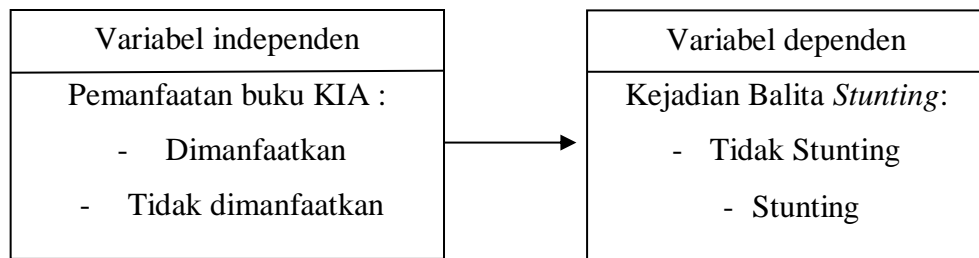 Variabel independen
Pemanfaatan buku KIA :
- Dimanfaatkan
- Tidak dimanfaatkan
Variabel dependen
Kejadian Balita Stunting:
- Tidak Stunting
- Stunting